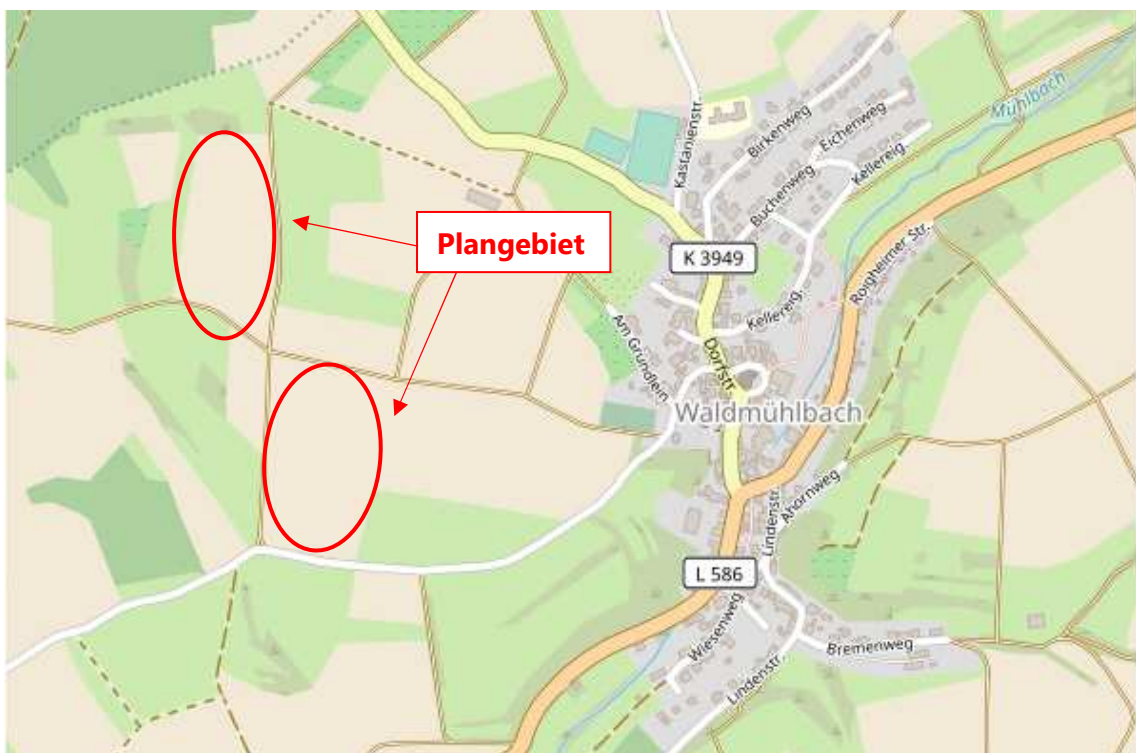 Mühlbach
Birkenweg
Eichenweg
Kastanienstr.
Kellereig.
Buchenweg
Plangebiet
K 3949
Roigheimer Str.
Kellereig.
Am Gründlein
Dorfstr.
Waldmühlbach
Ahornweg
Lindenstr.
L 586
Wiesenweg
Bremenweg
Lindenstr.